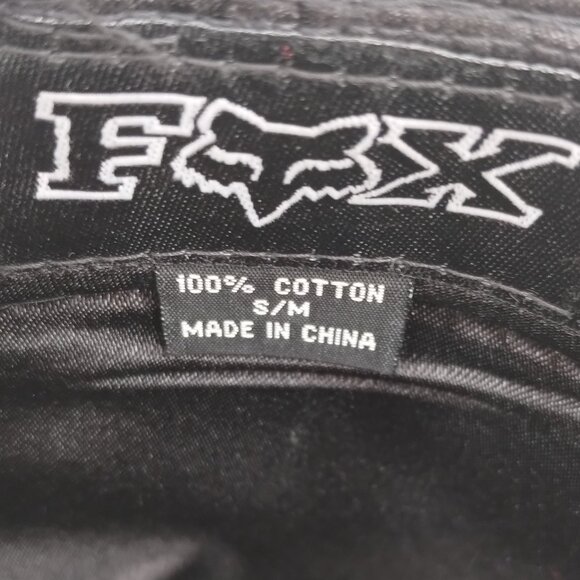 FOX
100% COTTON
S/M
MADE IN CHINA